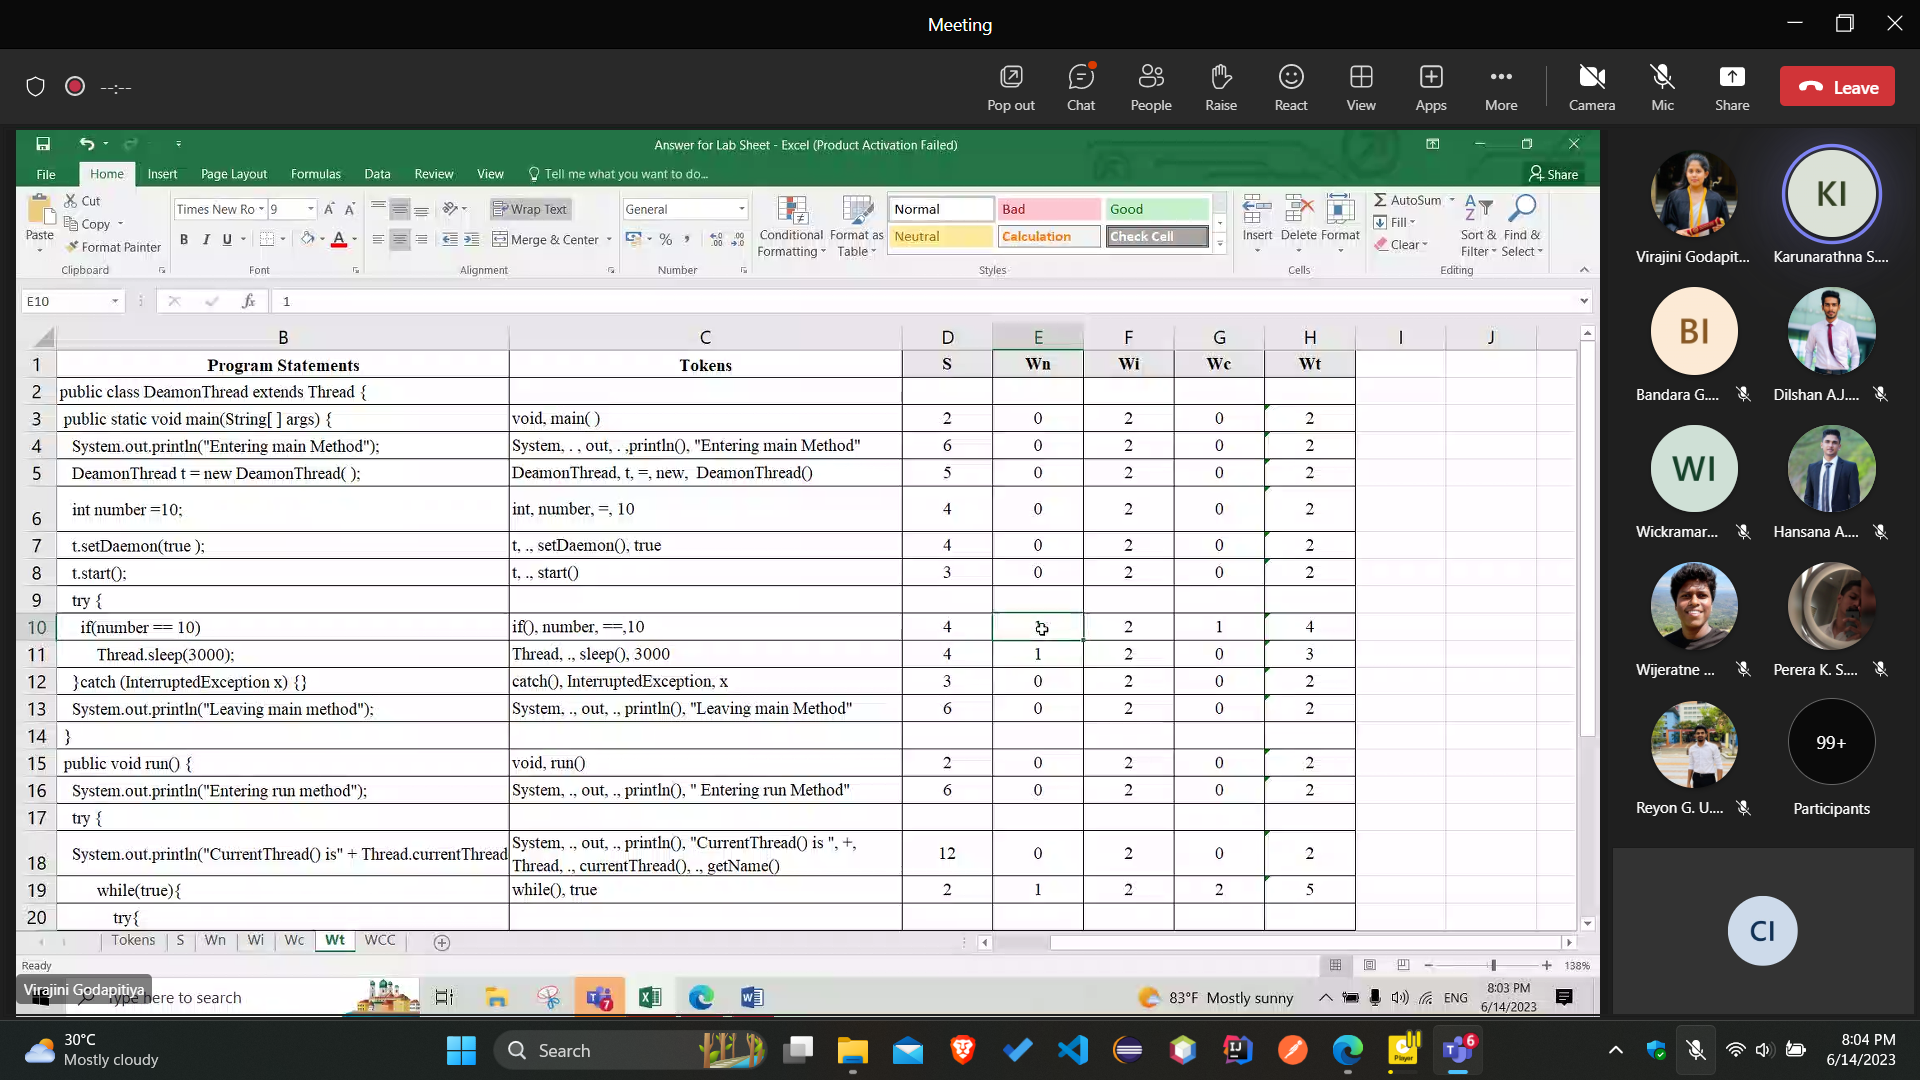 Meeting
--:--
Pop out
Chat
People
Raise
React
View
Apps
More
Camera
Mic
Share
Leave
Answer for Lab Sheet - Excel (Product Activation Failed)
File Home Insert Page Layout Formulas Data Review View Tell me what you want to do... Share
Paste
Cut
Copy
Format Painter
Clipboard
Times New Ro 9
B I U
Font
Wrap Text
Merge & Center
Alignment
General
Number
Conditional Formatting
Format as Table
Normal Bad Good
Neutral Calculation Check Cell
Styles
Insert Delete Format
Cells
AutoSum
Fill
Clear
Sort & Filter Find & Select
Editing
E10 fx 1
B C D E F G H I J
1 Program Statements Tokens S Wn Wi Wc Wt
2 public class DeamonThread extends Thread {
3 public static void main(String[ ] args) { void, main( ) 2 0 2 0 2
4 System.out.println("Entering main Method"); System, . , out, . ,println(), "Entering main Method" 6 0 2 0 2
5 DeamonThread t = new DeamonThread( ); DeamonThread, t, =, new, DeamonThread() 5 0 2 0 2
6 int number =10; int, number, =, 10 4 0 2 0 2
7 t.setDaemon(true ); t, ., setDaemon(), true 4 0 2 0 2
8 t.start(); t, ., start() 3 0 2 0 2
9 try {
10 if(number == 10) if(), number, ==,10 4 2 1 4
11 Thread.sleep(3000); Thread, ., sleep(), 3000 4 1 2 0 3
12 }catch (InterruptedException x) {} catch(), InterruptedException, x 3 0 2 0 2
13 System.out.println("Leaving main method"); System, ., out, ., println(), "Leaving main Method" 6 0 2 0 2
14 }
15 public void run() { void, run() 2 0 2 0 2
16 System.out.println("Entering run method"); System, ., out, ., println(), " Entering run Method" 6 0 2 0 2
17 try {
18 System.out.println("CurrentThread() is" + Thread.currentThread System, ., out, ., println(), "CurrentThread() is ", +, Thread, ., currentThread(), ., getName() 12 0 2 0 2
19 while(true){ while(), true 2 1 2 2 5
20 try{
Tokens S Wn Wi Wc Wt WCC
Ready 138%
Virajini Godapitiya
Type here to search
7
83°F Mostly sunny
ENG
8:03 PM
6/14/2023
Virajini Godapit...
KI
Karunarathna S....
BI
Bandara G....
Dilshan A.J....
WI
Wickramar...
Hansana A....
Wijeratne ...
Perera K. S....
Reyon G. U....
99+
Participants
CI
30°C
Mostly cloudy
Search
Player
6
8:04 PM
6/14/2023